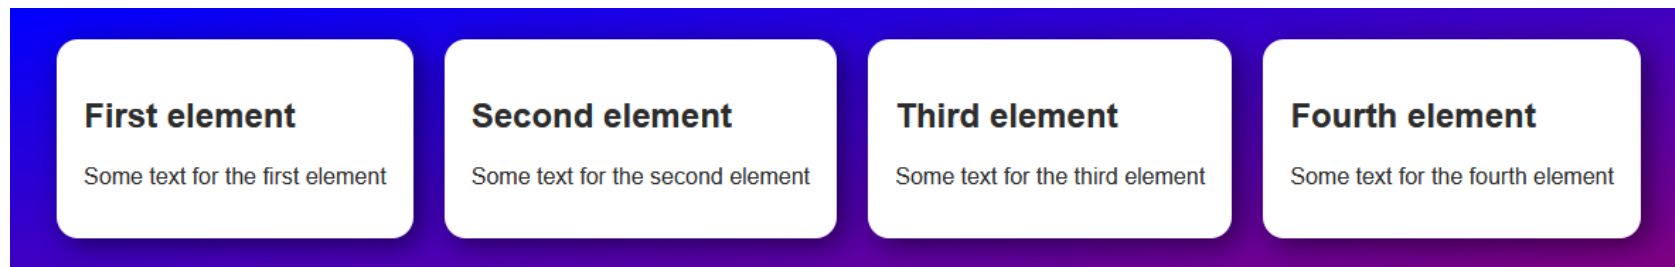 First element
Some text for the first element
Second element
Some text for the second element
Third element
Some text for the third element
Fourth element
Some text for the fourth element